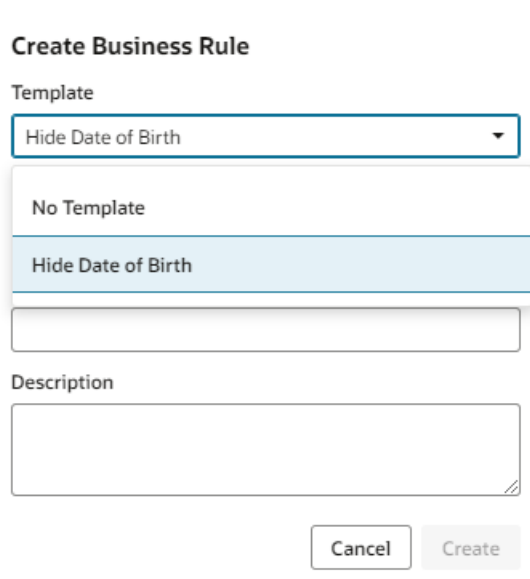 Create Business Rule
Template
Hide Date of Birth
No Template
Hide Date of Birth
Description
Cancel
Create